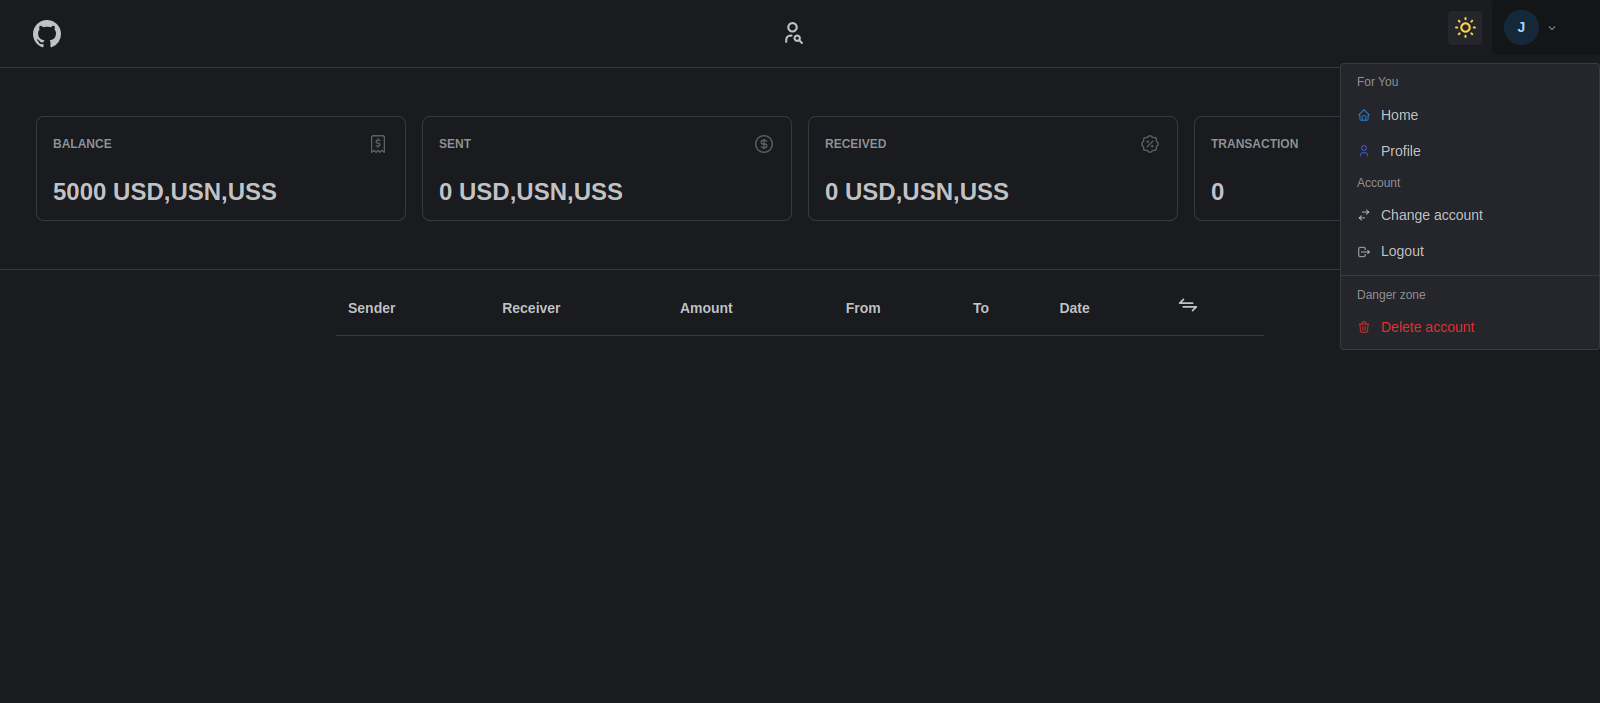 J
For You
Home
Profile
Account
Change account
Logout
Danger zone
Delete account
BALANCE
5000 USD,USN,USS
SENT
0 USD,USN,USS
RECEIVED
0 USD,USN,USS
TRANSACTION
0
Sender Receiver Amount From To Date